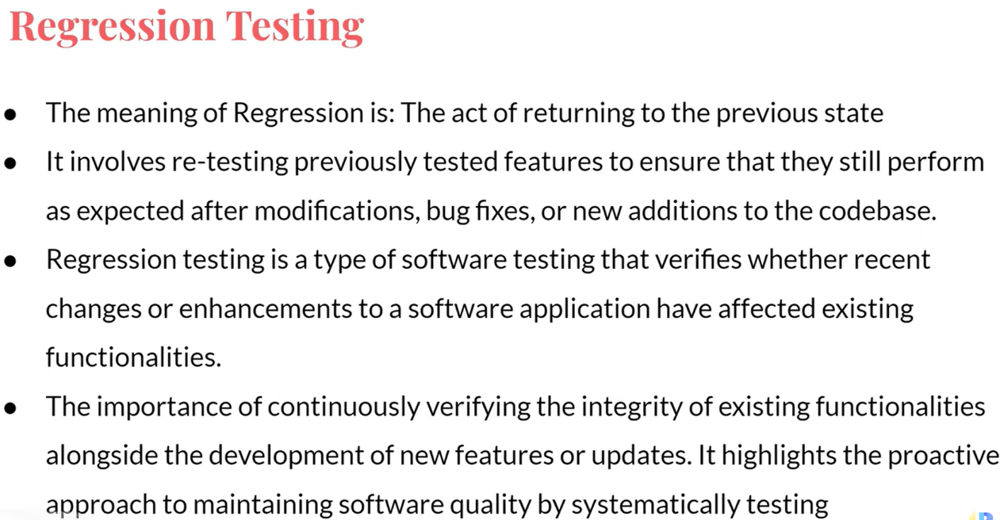 Regression Testing
● The meaning of Regression is: The act of returning to the previous state
● It involves re-testing previously tested features to ensure that they still perform
as expected after modifications, bug fixes, or new additions to the codebase.
● Regression testing is a type of software testing that verifies whether recent
changes or enhancements to a software application have affected existing
functionalities.
● The importance of continuously verifying the integrity of existing functionalities
alongside the development of new features or updates. It highlights the proactive
approach to maintaining software quality by systematically testing